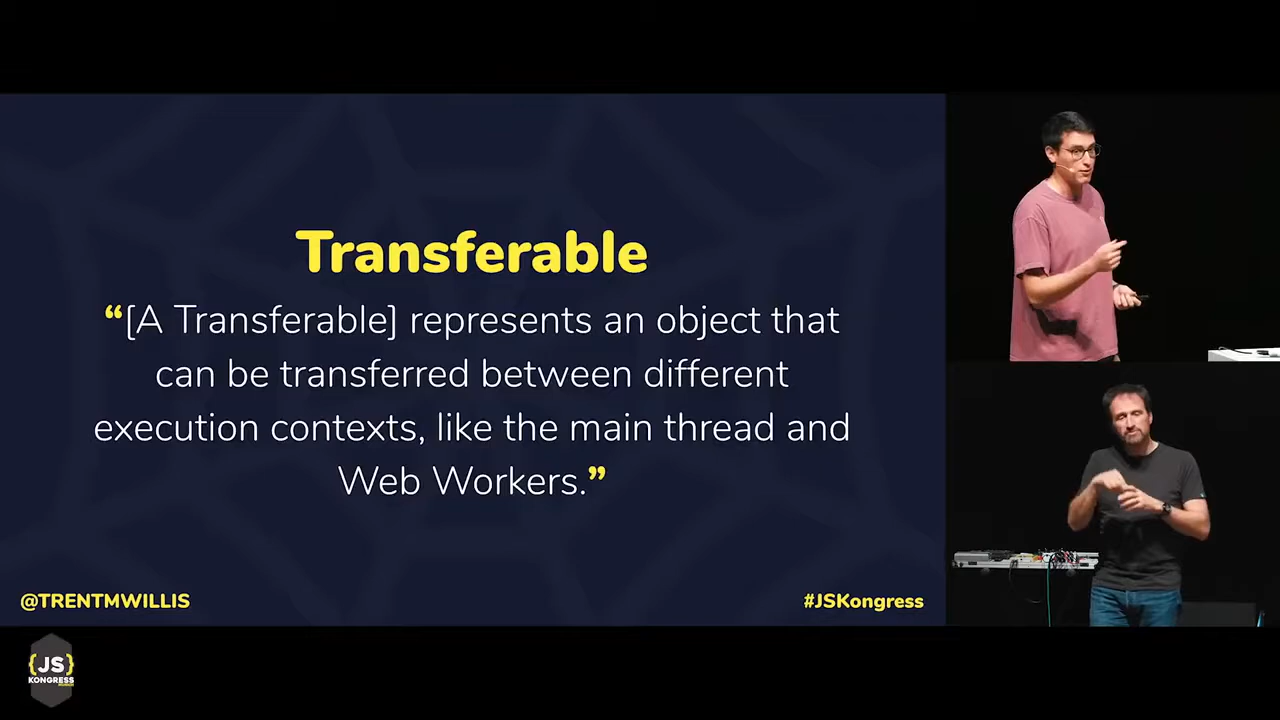 Transferable
“[A Transferable] represents an object that
can be transferred between different
execution contexts, like the main thread and
Web Workers.”
@TRENTMWILLIS
#JSKongress
{JS}
KONGRESS